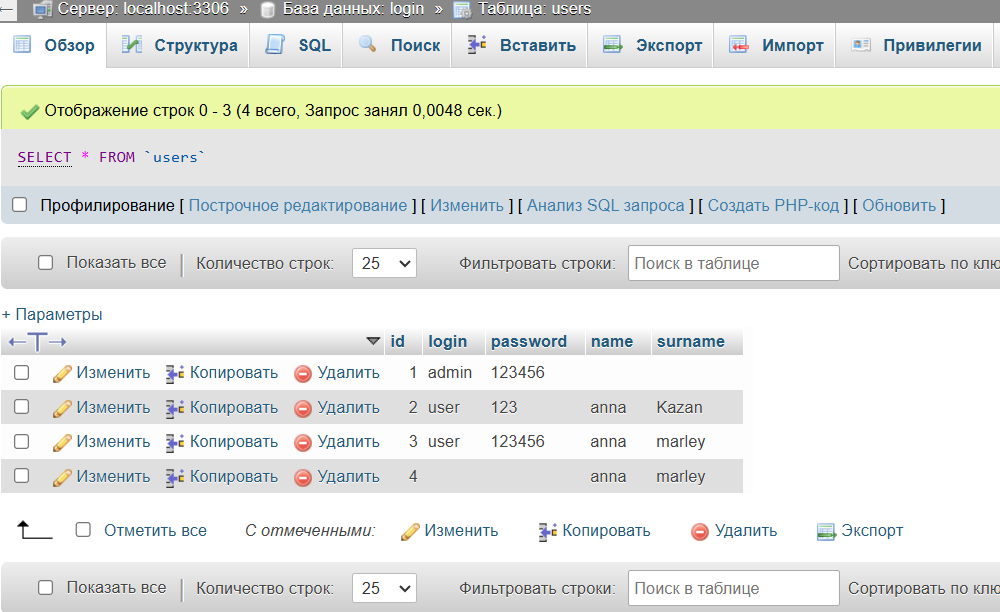 Сервер: localhost:3306 » База данных: login » Таблица: users
Обзор Структура SQL Поиск Вставить Экспорт Импорт Привилегии
Отображение строк 0 - 3 (4 всего, Запрос занял 0,0048 сек.)
SELECT * FROM `users`
Профилирование [ Построчное редактирование ] [ Изменить ] [ Анализ SQL запроса ] [ Создать PHP-код ] [ Обновить ]
Показать все | Количество строк: 25 Фильтровать строки: Поиск в таблице Сортировать по клю
+ Параметры
←T→ id login password name surname
Изменить Копировать Удалить 1 admin 123456
Изменить Копировать Удалить 2 user 123 anna Kazan
Изменить Копировать Удалить 3 user 123456 anna marley
Изменить Копировать Удалить 4 anna marley
Отметить все С отмеченными: Изменить Копировать Удалить Экспорт
Показать все | Количество строк: 25 Фильтровать строки: Поиск в таблице Сортировать по клю